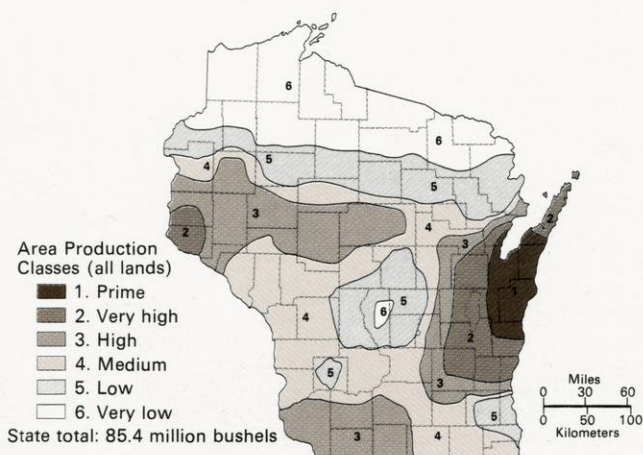 6
6
5
4
5
2
3
4
2
3
2
1
5
6
4
2
5
3
5
3
4
Area Production
Classes (all lands)
1. Prime
2. Very high
3. High
4. Medium
5. Low
6. Very low
State total: 85.4 million bushels
Miles
0 30 60
0 50 100
Kilometers